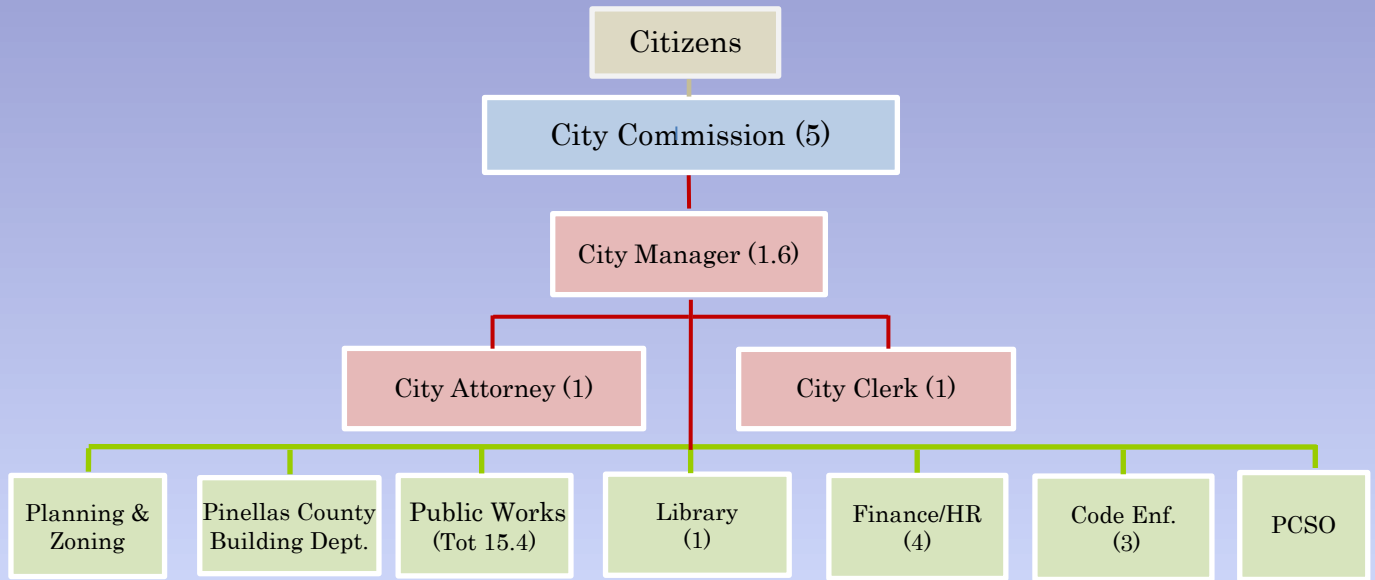 Citizens
City Commission (5)
City Manager (1.6)
City Attorney (1)
City Clerk (1)
Planning &
Zoning
Pinellas County
Building Dept.
Public Works
(Tot 15.4)
Library
(1)
Finance/HR
(4)
Code Enf.
(3)
PCSO